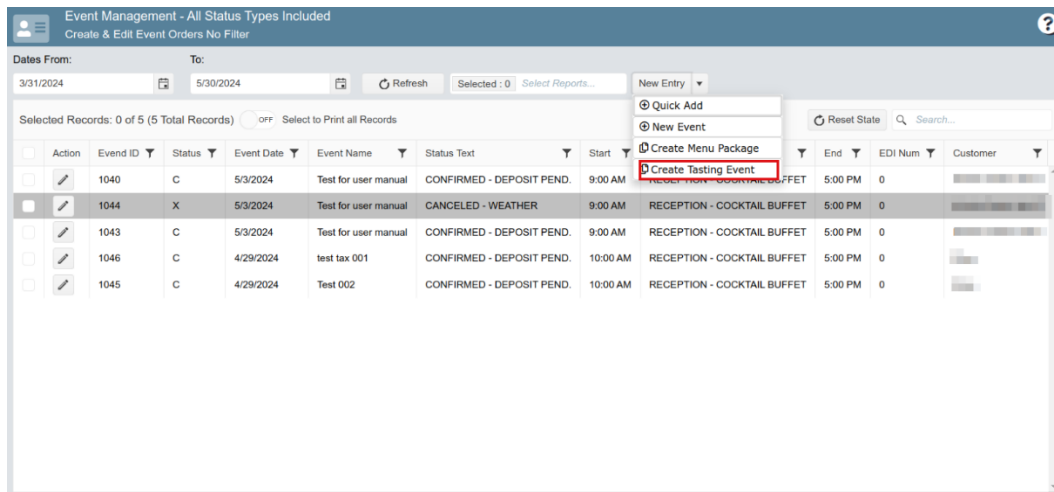 Event Management - All Status Types Included
Create & Edit Event Orders No Filter
?
Dates From: To:
3/31/2024 5/30/2024 Refresh Selected : 0 Select Reports... New Entry
Quick Add
New Event
Create Menu Package
Create Tasting Event
Selected Records: 0 of 5 (5 Total Records) OFF Select to Print all Records Reset State Search...
Action Evend ID Status Event Date Event Name Status Text Start End EDI Num Customer
1040 C 5/3/2024 Test for user manual CONFIRMED - DEPOSIT PEND. 9:00 AM RECEPTION - COCKTAIL BUFFET 5:00 PM 0
1044 X 5/3/2024 Test for user manual CANCELED - WEATHER 9:00 AM RECEPTION - COCKTAIL BUFFET 5:00 PM 0
1043 C 5/3/2024 Test for user manual CONFIRMED - DEPOSIT PEND. 9:00 AM RECEPTION - COCKTAIL BUFFET 5:00 PM 0
1046 C 4/29/2024 test tax 001 CONFIRMED - DEPOSIT PEND. 10:00 AM RECEPTION - COCKTAIL BUFFET 5:00 PM 0
1045 C 4/29/2024 Test 002 CONFIRMED - DEPOSIT PEND. 10:00 AM RECEPTION - COCKTAIL BUFFET 5:00 PM 0